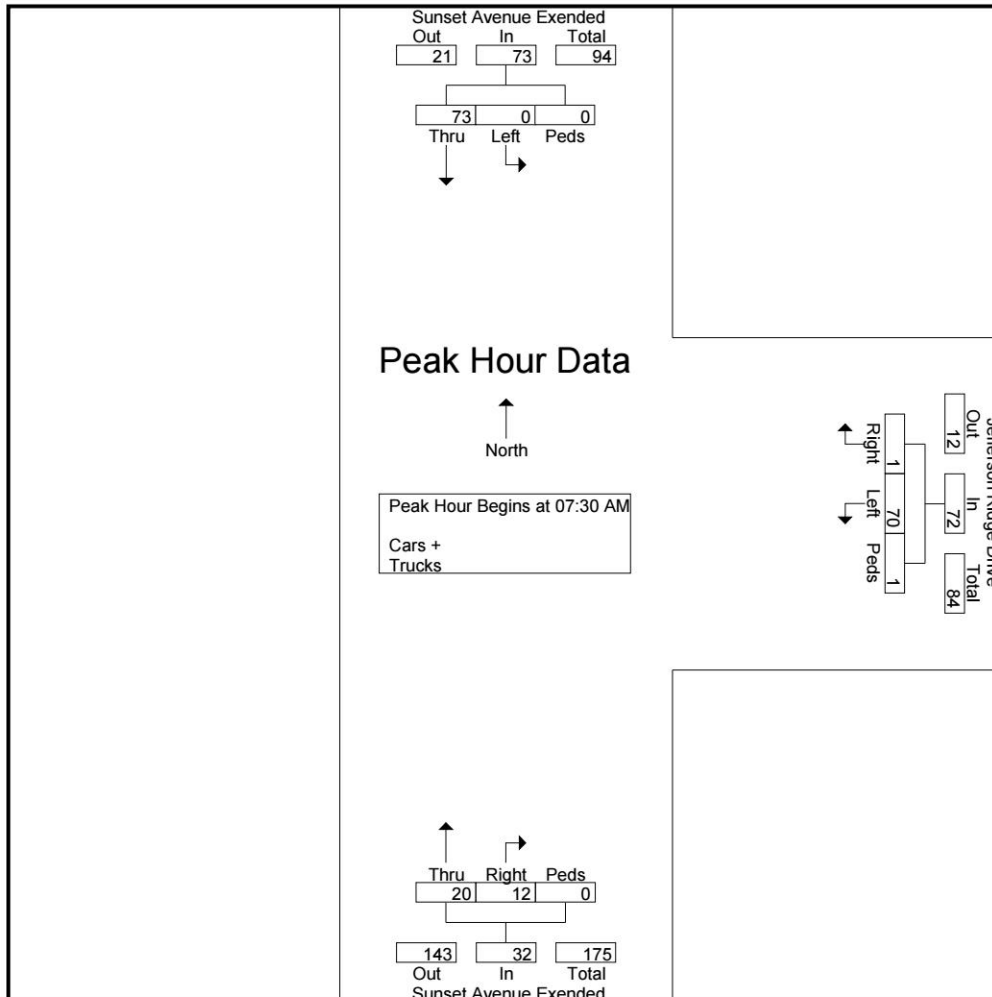 Sunset Avenue Exended
Out In Total
21 73 94
73 0 0
Thru Left Peds
Peak Hour Data
North
Peak Hour Begins at 07:30 AM
Cars +
Trucks
Ridge Drive
Out In Total
12 72 84
1 70 1
Right Left Peds
Thru Right Peds
20 12 0
143 32 175
Out In Total
Sunset Avenue Exended